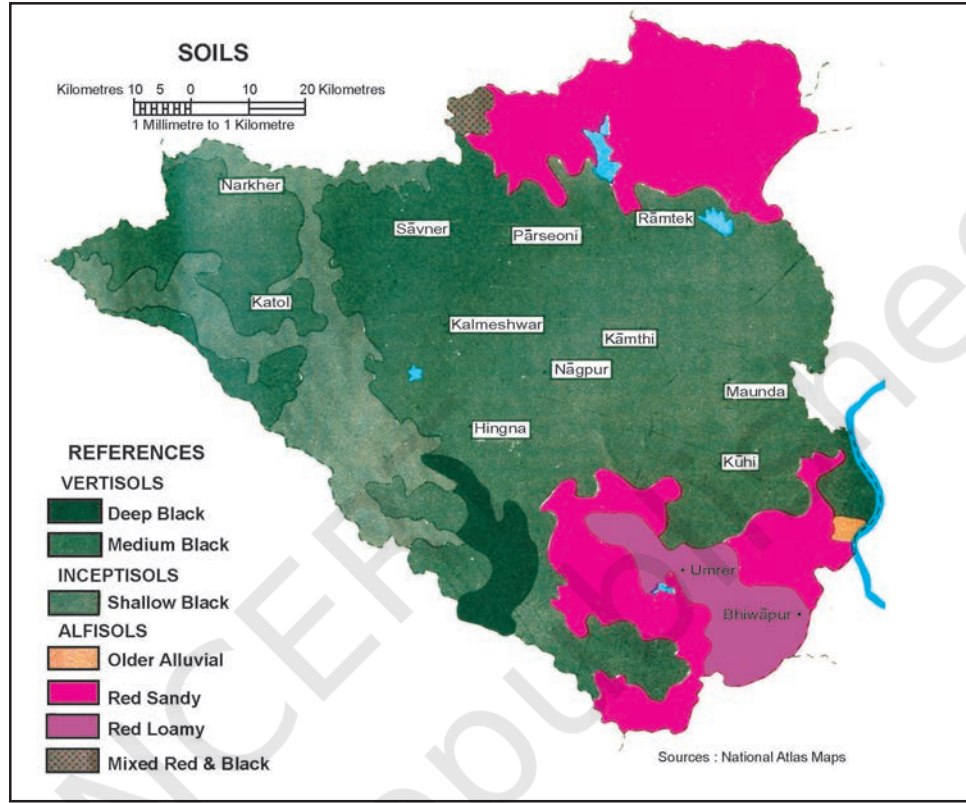 SOILS
Kilometres 10 5 0 10 20 Kilometres
1 Millimetre to 1 Kilometre
Narkher
Sāvner
Pārseoni
Rāmtek
Katol
Kalmeshwar
Kāmthi
Nāgpur
Maunda
Hingna
Kūhi
Umrer
Bhiwāpur
REFERENCES
VERTISOLS
Deep Black
Medium Black
INCEPTISOLS
Shallow Black
ALFISOLS
Older Alluvial
Red Sandy
Red Loamy
Mixed Red & Black
Sources : National Atlas Maps